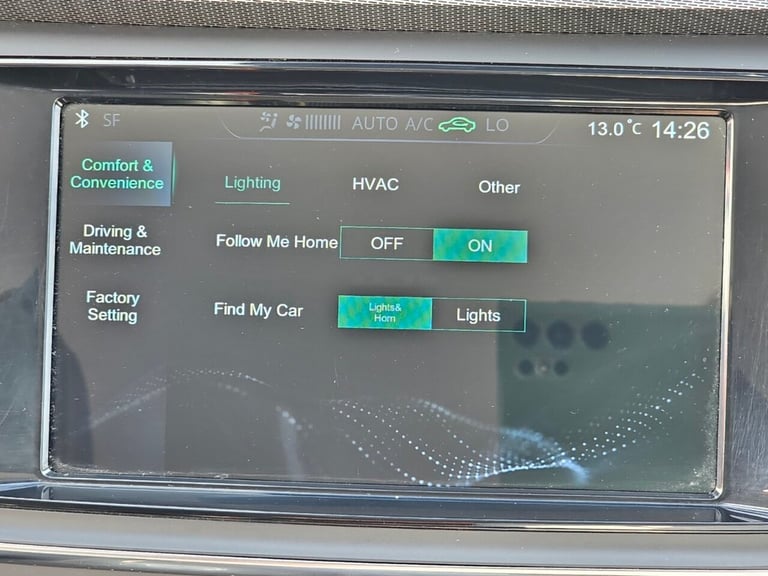 SF AUTO A/C LO 13.0°C 14:26
Comfort &
Convenience
Lighting HVAC Other
Driving &
Maintenance
Follow Me Home OFF ON
Factory
Setting
Find My Car Lights&
Horn Lights